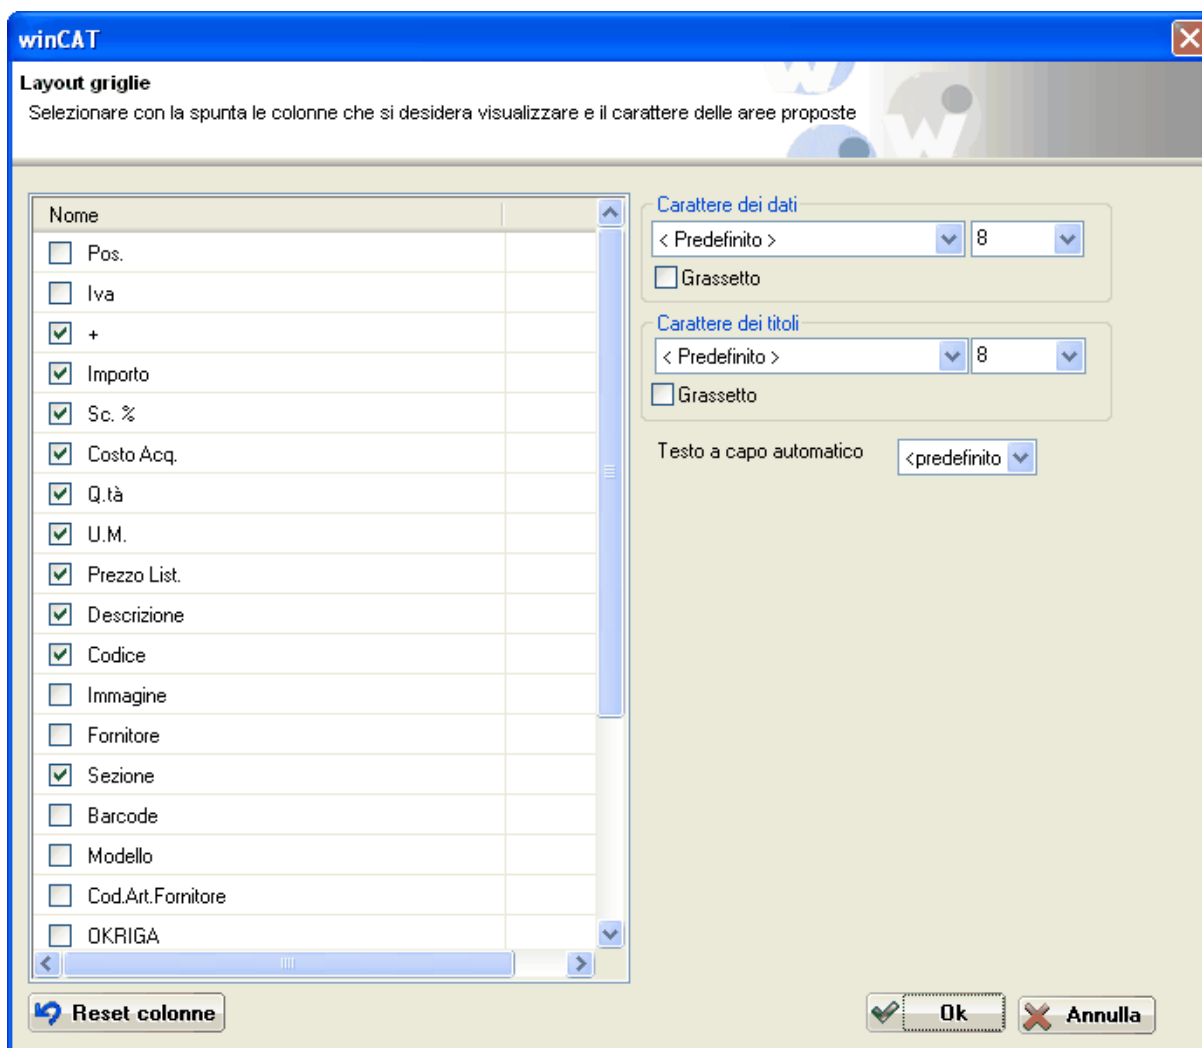 winCAT
Layout griglie
Selezionare con la spunta le colonne che si desidera visualizzare e il carattere delle aree proposte
Nome
Pos.
Iva
+
Importo
Sc. %
Costo Acq.
Q.tà
U.M.
Prezzo List.
Descrizione
Codice
Immagine
Fornitore
Sezione
Barcode
Modello
Cod.Art.Fornitore
OKRIGA
Carattere dei dati
< Predefinito > 8
Grassetto
Carattere dei titoli
< Predefinito > 8
Grassetto
Testo a capo automatico <predefinito
Reset colonne Ok Annulla